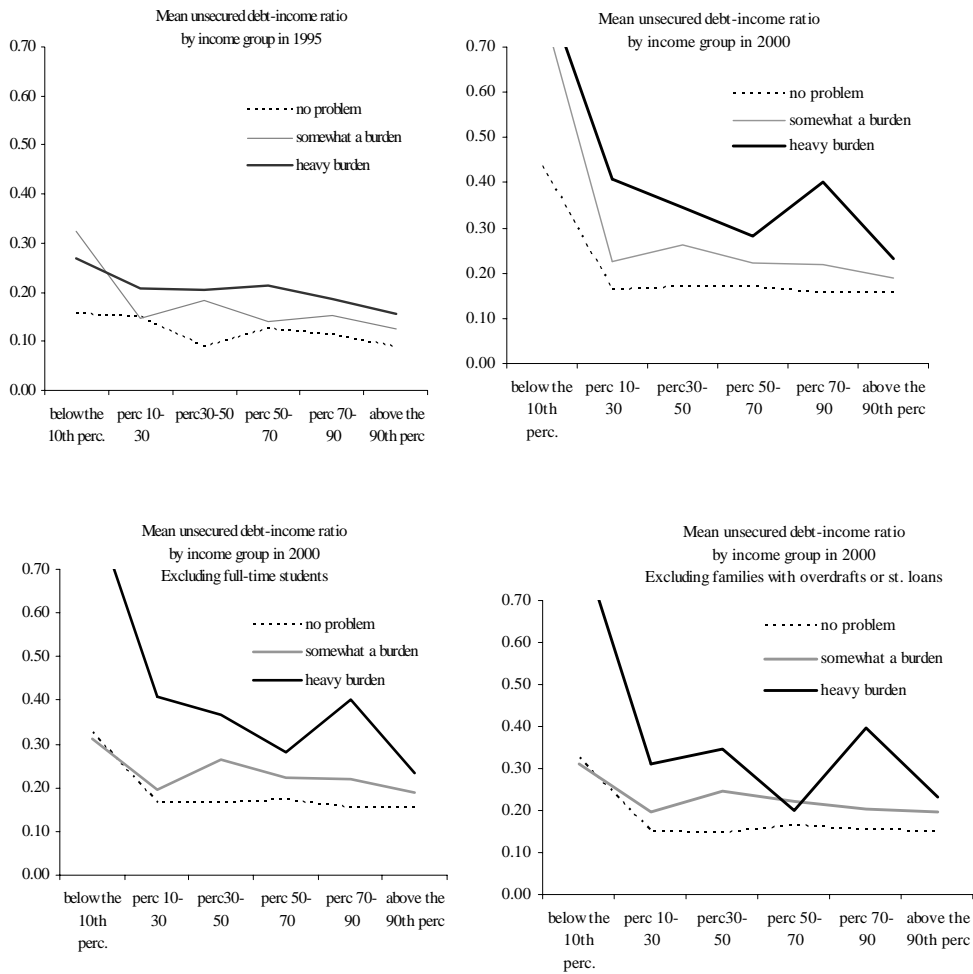 Mean unsecured debt-income ratio
by income group in 1995
0.70
0.60
0.50
0.40
0.30
0.20
0.10
0.00
no problem
somewhat a burden
heavy burden
below the
10th perc.
perc 10-
30
perc30-50
perc 50-
70
perc 70-
90
above the
90th perc
Mean unsecured debt-income ratio
by income group in 2000
0.70
0.60
0.50
0.40
0.30
0.20
0.10
0.00
no problem
somewhat a burden
heavy burden
below the
10th
perc.
perc 10-
30
perc30-
50
perc 50-
70
perc 70-
90
above the
90th perc
Mean unsecured debt-income ratio
by income group in 2000
Excluding full-time students
0.70
0.60
0.50
0.40
0.30
0.20
0.10
0.00
no problem
somewhat a burden
heavy burden
below the
10th
perc.
perc 10-
30
perc30-
50
perc 50-
70
perc 70-
90
above the
90th perc
Mean unsecured debt-income ratio
by income group in 2000
Excluding families with overdrafts or st. loans
0.70
0.60
0.50
0.40
0.30
0.20
0.10
0.00
no problem
somewhat a burden
heavy burden
below the
10th
perc.
perc 10-
30
perc30-
50
perc 50-
70
perc 70-
90
above the
90th perc